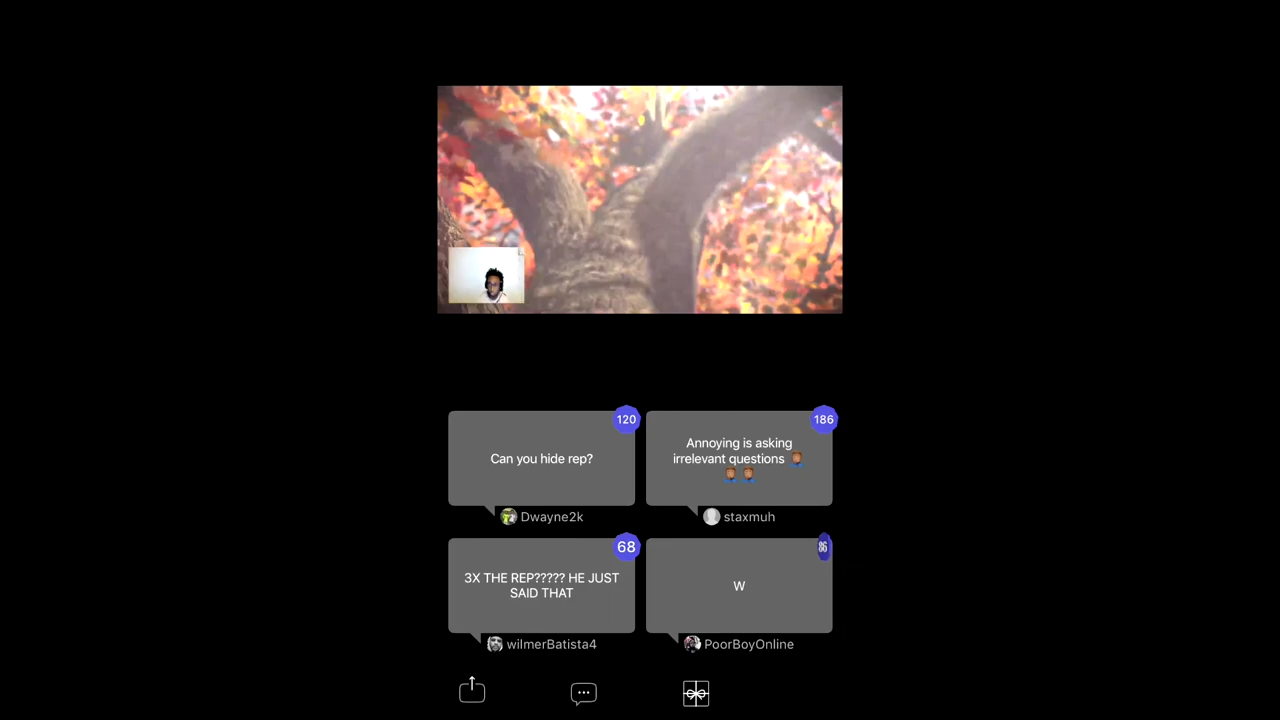 120
Can you hide rep?
Dwayne2k
186
Annoying is asking
irrelevant questions 🤦🏽‍♂️
🤦🏽‍♂️🤦🏽‍♂️
staxmuh
68
3X THE REP????? HE JUST
SAID THAT
wilmerBatista4
86
W
PoorBoyOnline